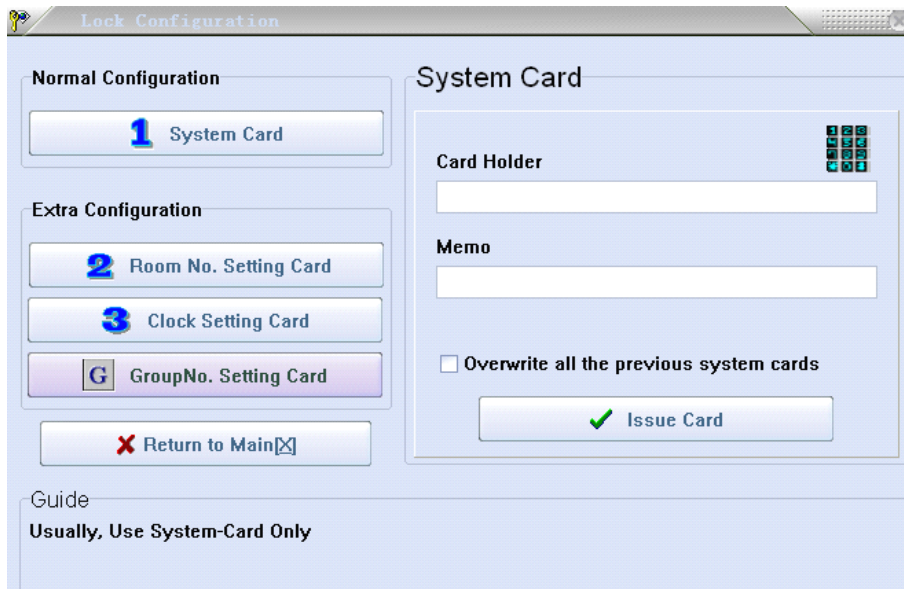 Lock Configuration
Normal Configuration
1 System Card
Extra Configuration
2 Room No. Setting Card
3 Clock Setting Card
G GroupNo. Setting Card
Return to Main[X]
System Card
Card Holder
Memo
Overwrite all the previous system cards
Issue Card
Guide
Usually, Use System-Card Only